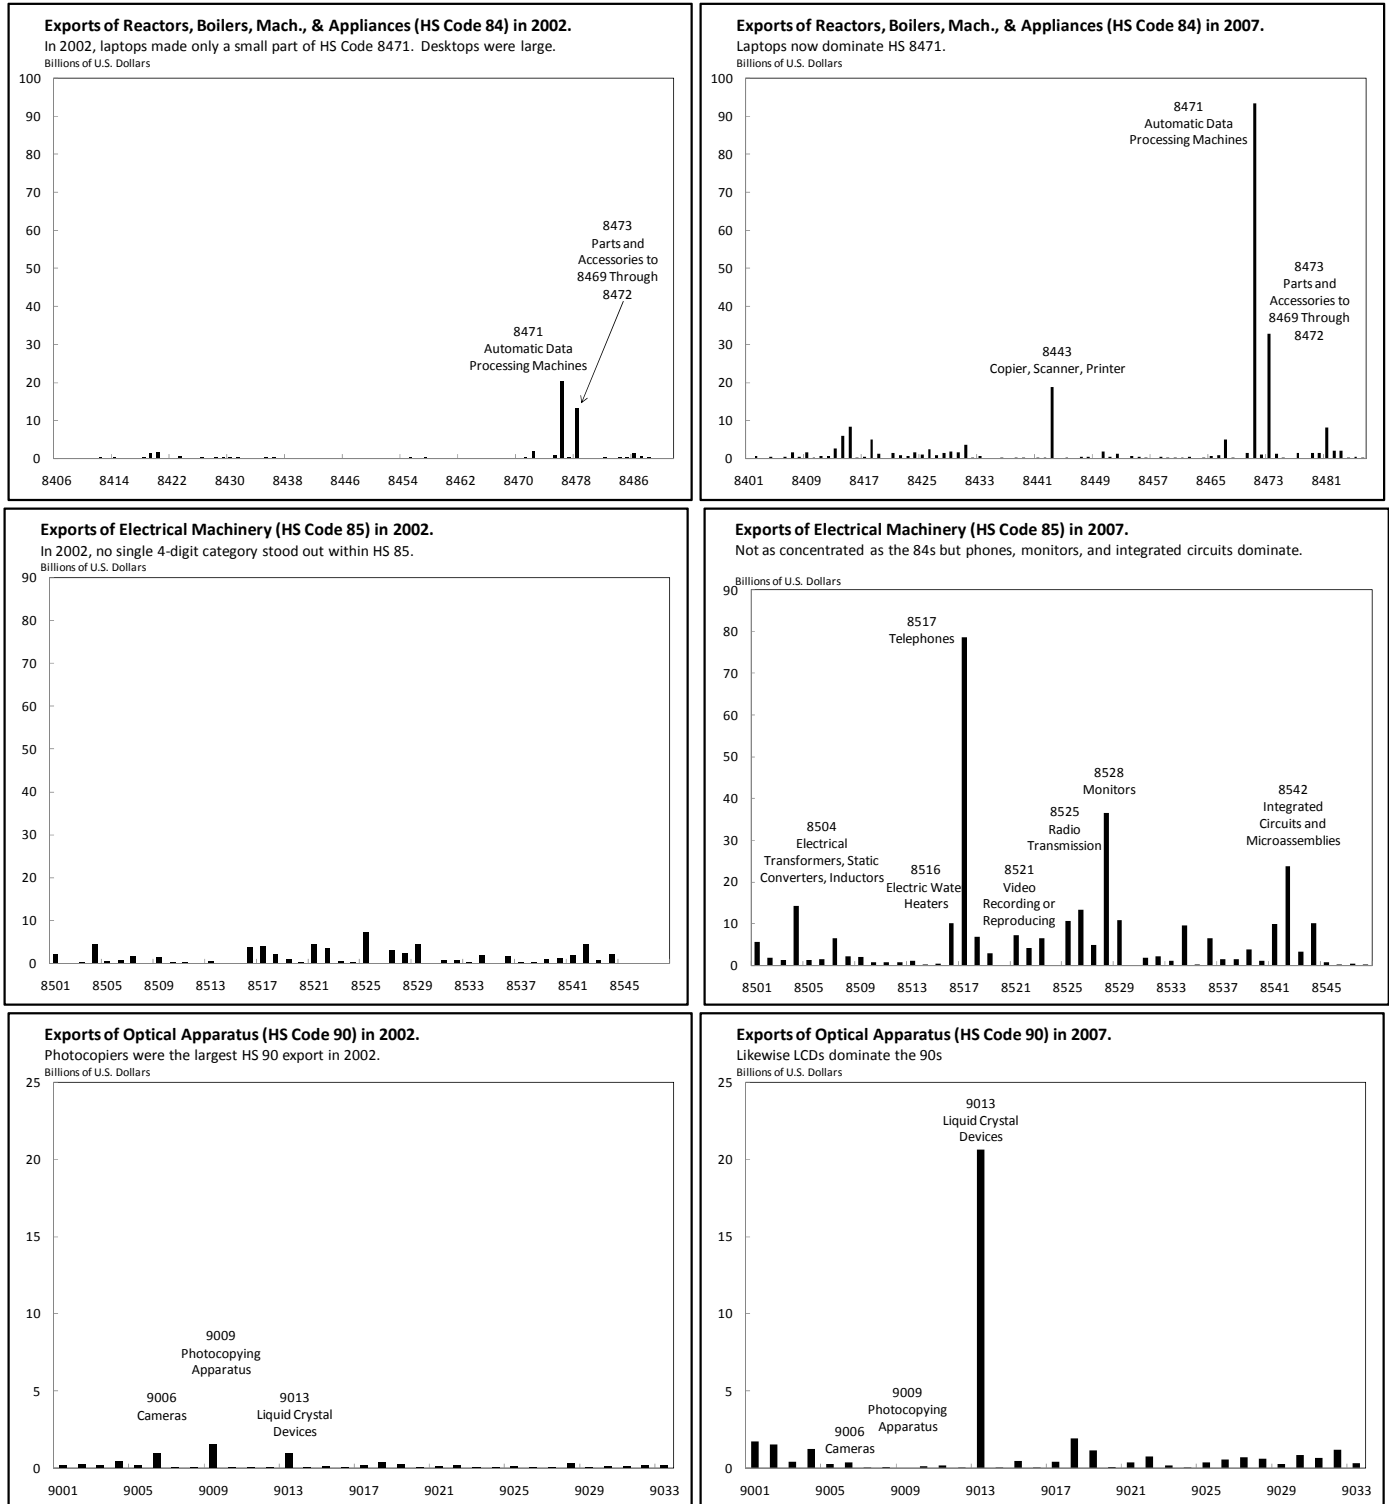 Exports of Reactors, Boilers, Mach., & Appliances (HS Code 84) in 2002.
In 2002, laptops made only a small part of HS Code 8471. Desktops were large.
Billions of U.S. Dollars
100
90
80
70
60
50
40
30
20
10
0
8473
Parts and
Accessories to
8469 Through
8472
8471
Automatic Data
Processing Machines
8406 8414 8422 8430 8438 8446 8454 8462 8470 8478 8486
Exports of Reactors, Boilers, Mach., & Appliances (HS Code 84) in 2007.
Laptops now dominate HS 8471.
Billions of U.S. Dollars
100
90
80
70
60
50
40
30
20
10
0
8471
Automatic Data
Processing Machines
8473
Parts and
Accessories to
8469 Through
8472
8443
Copier, Scanner, Printer
8401 8409 8417 8425 8433 8441 8449 8457 8465 8473 8481
Exports of Electrical Machinery (HS Code 85) in 2002.
In 2002, no single 4-digit category stood out within HS 85.
Billions of U.S. Dollars
90
80
70
60
50
40
30
20
10
0
8501 8505 8509 8513 8517 8521 8525 8529 8533 8537 8541 8545
Exports of Electrical Machinery (HS Code 85) in 2007.
Not as concentrated as the 84s but phones, monitors, and integrated circuits dominate.
Billions of U.S. Dollars
90
80
70
60
50
40
30
20
10
0
8517
Telephones
8528
Monitors
8542
Integrated
Circuits and
Microassemblies
8525
Radio
Transmission
8504
Electrical
Transformers, Static
Converters, Inductors
8516
Electric Wate
Heaters
8521
Video
Recording or
Reproducing
8501 8505 8509 8513 8517 8521 8525 8529 8533 8537 8541 8545
Exports of Optical Apparatus (HS Code 90) in 2002.
Photocopiers were the largest HS 90 export in 2002.
Billions of U.S. Dollars
25
20
15
10
5
0
9009
Photocopying
Apparatus
9006
Cameras
9013
Liquid Crystal
Devices
9001 9005 9009 9013 9017 9021 9025 9029 9033
Exports of Optical Apparatus (HS Code 90) in 2007.
Likewise LCDs dominate the 90s
Billions of U.S. Dollars
25
20
15
10
5
0
9013
Liquid Crystal
Devices
9009
Photocopying
Apparatus
9006
Cameras
9001 9005 9009 9013 9017 9021 9025 9029 9033